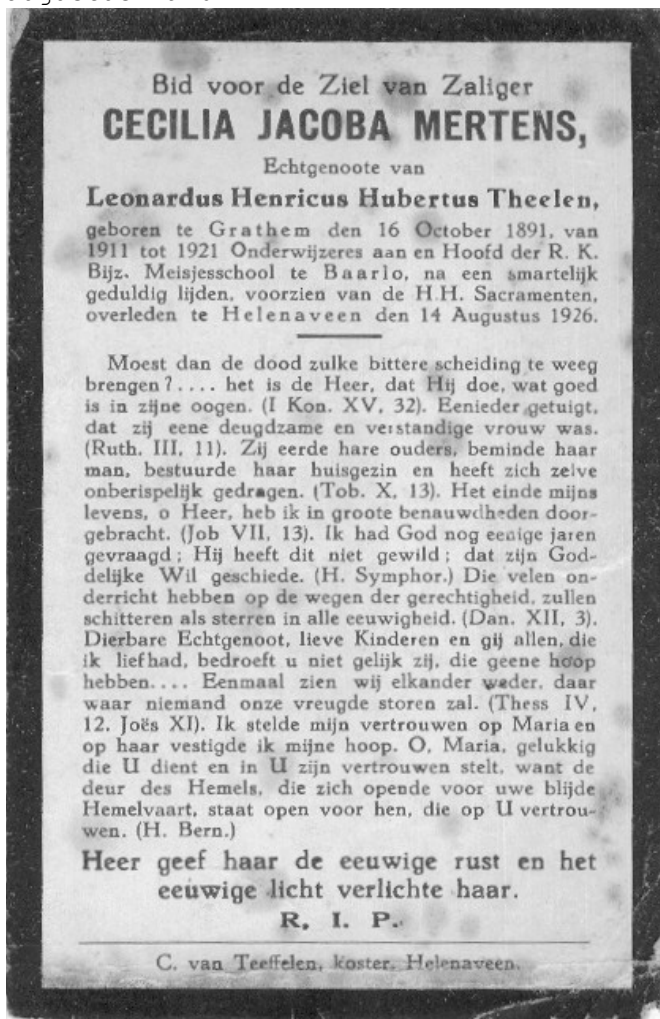 Bid voor de Ziel van Zaliger
CECILIA JACOBA MERTENS,
Echtgenoote van
Leonardus Henricus Hubertus Theelen,
geboren te Grathem den 16 October 1891, van
1911 tot 1921 Onderwijzeres aan en Hoofd der R. K.
Bijz. Meisjesschool te Baarlo, na een smartelijk
geduldig lijden, voorzien van de H.H. Sacramenten,
overleden te Helenaveen den 14 Augustus 1926.
Moest dan de dood zulke bittere scheiding te weeg
brengen?.... het is de Heer, dat Hij doe, wat goed
is in zijne oogen. (I Kon. XV, 32). Eenieder getuigt,
dat zij eene deugdzame en verstandige vrouw was.
(Ruth. III, 11). Zij eerde hare ouders, beminde haar
man, bestuurde haar huisgezin en heeft zich zelve
onberispelijk gedragen. (Tob. X, 13). Het einde mijns
levens, o Heer, heb ik in groote benauwdheden door-
gebracht. (Job VII, 13). Ik had God nog eenige jaren
gevraagd; Hij heeft dit niet gewild; dat zijn God-
delijke Wil geschiede. (H. Symphor.) Die velen on-
derricht hebben op de wegen der gerechtigheid, zullen
schitteren als sterren in alle eeuwigheid. (Dan. XII, 3).
Dierbare Echtgenoot, lieve Kinderen en gij allen, die
ik liefhad, bedroeft u niet gelijk zij, die geene hoop
hebben.... Eenmaal zien wij elkander weder, daar
waar niemand onze vreugde storen zal. (Thess IV,
12. Joës XI). Ik stelde mijn vertrouwen op Maria en
op haar vestigde ik mijne hoop. O, Maria, gelukkig
die U dient en in U zijn vertrouwen stelt, want de
deur des Hemels, die zich opende voor uwe blijde
Hemelvaart, staat open voor hen, die op U vertrou-
wen. (H. Bern.)
Heer geef haar de eeuwige rust en het
eeuwige licht verlichte haar.
R. I. P.
C. van Teeffelen, koster, Helenaveen.